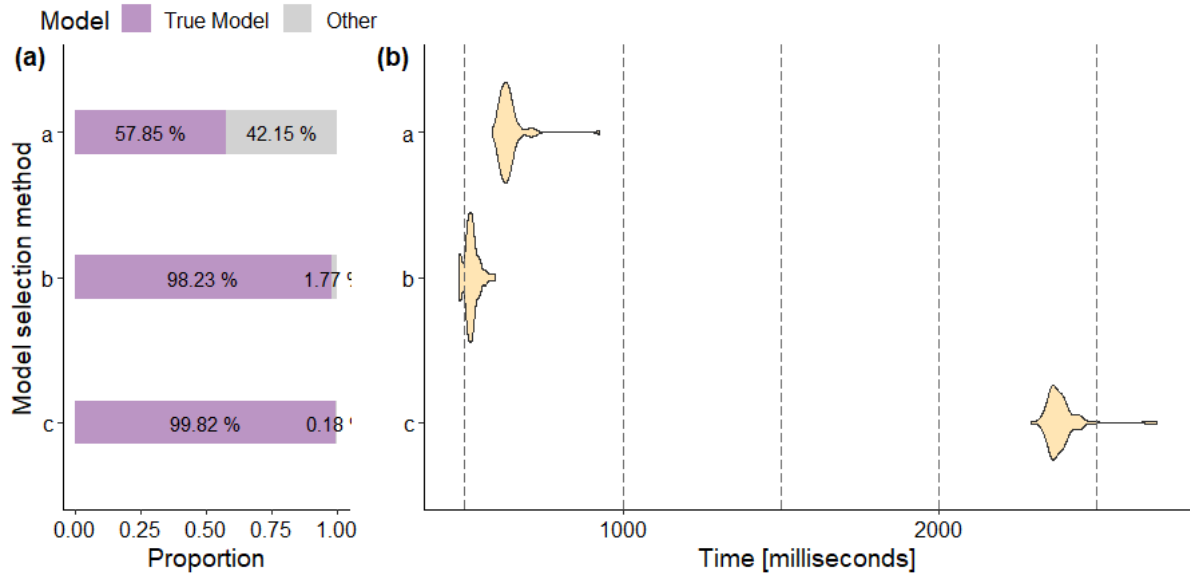 Model True Model Other
(a)
(b)
Model selection method
a
57.85 % 42.15 %
b
98.23 % 1.77
c
99.82 % 0.18
0.00 0.25 0.50 0.75 1.00
Proportion
a
b
c
1000 2000
Time [milliseconds]